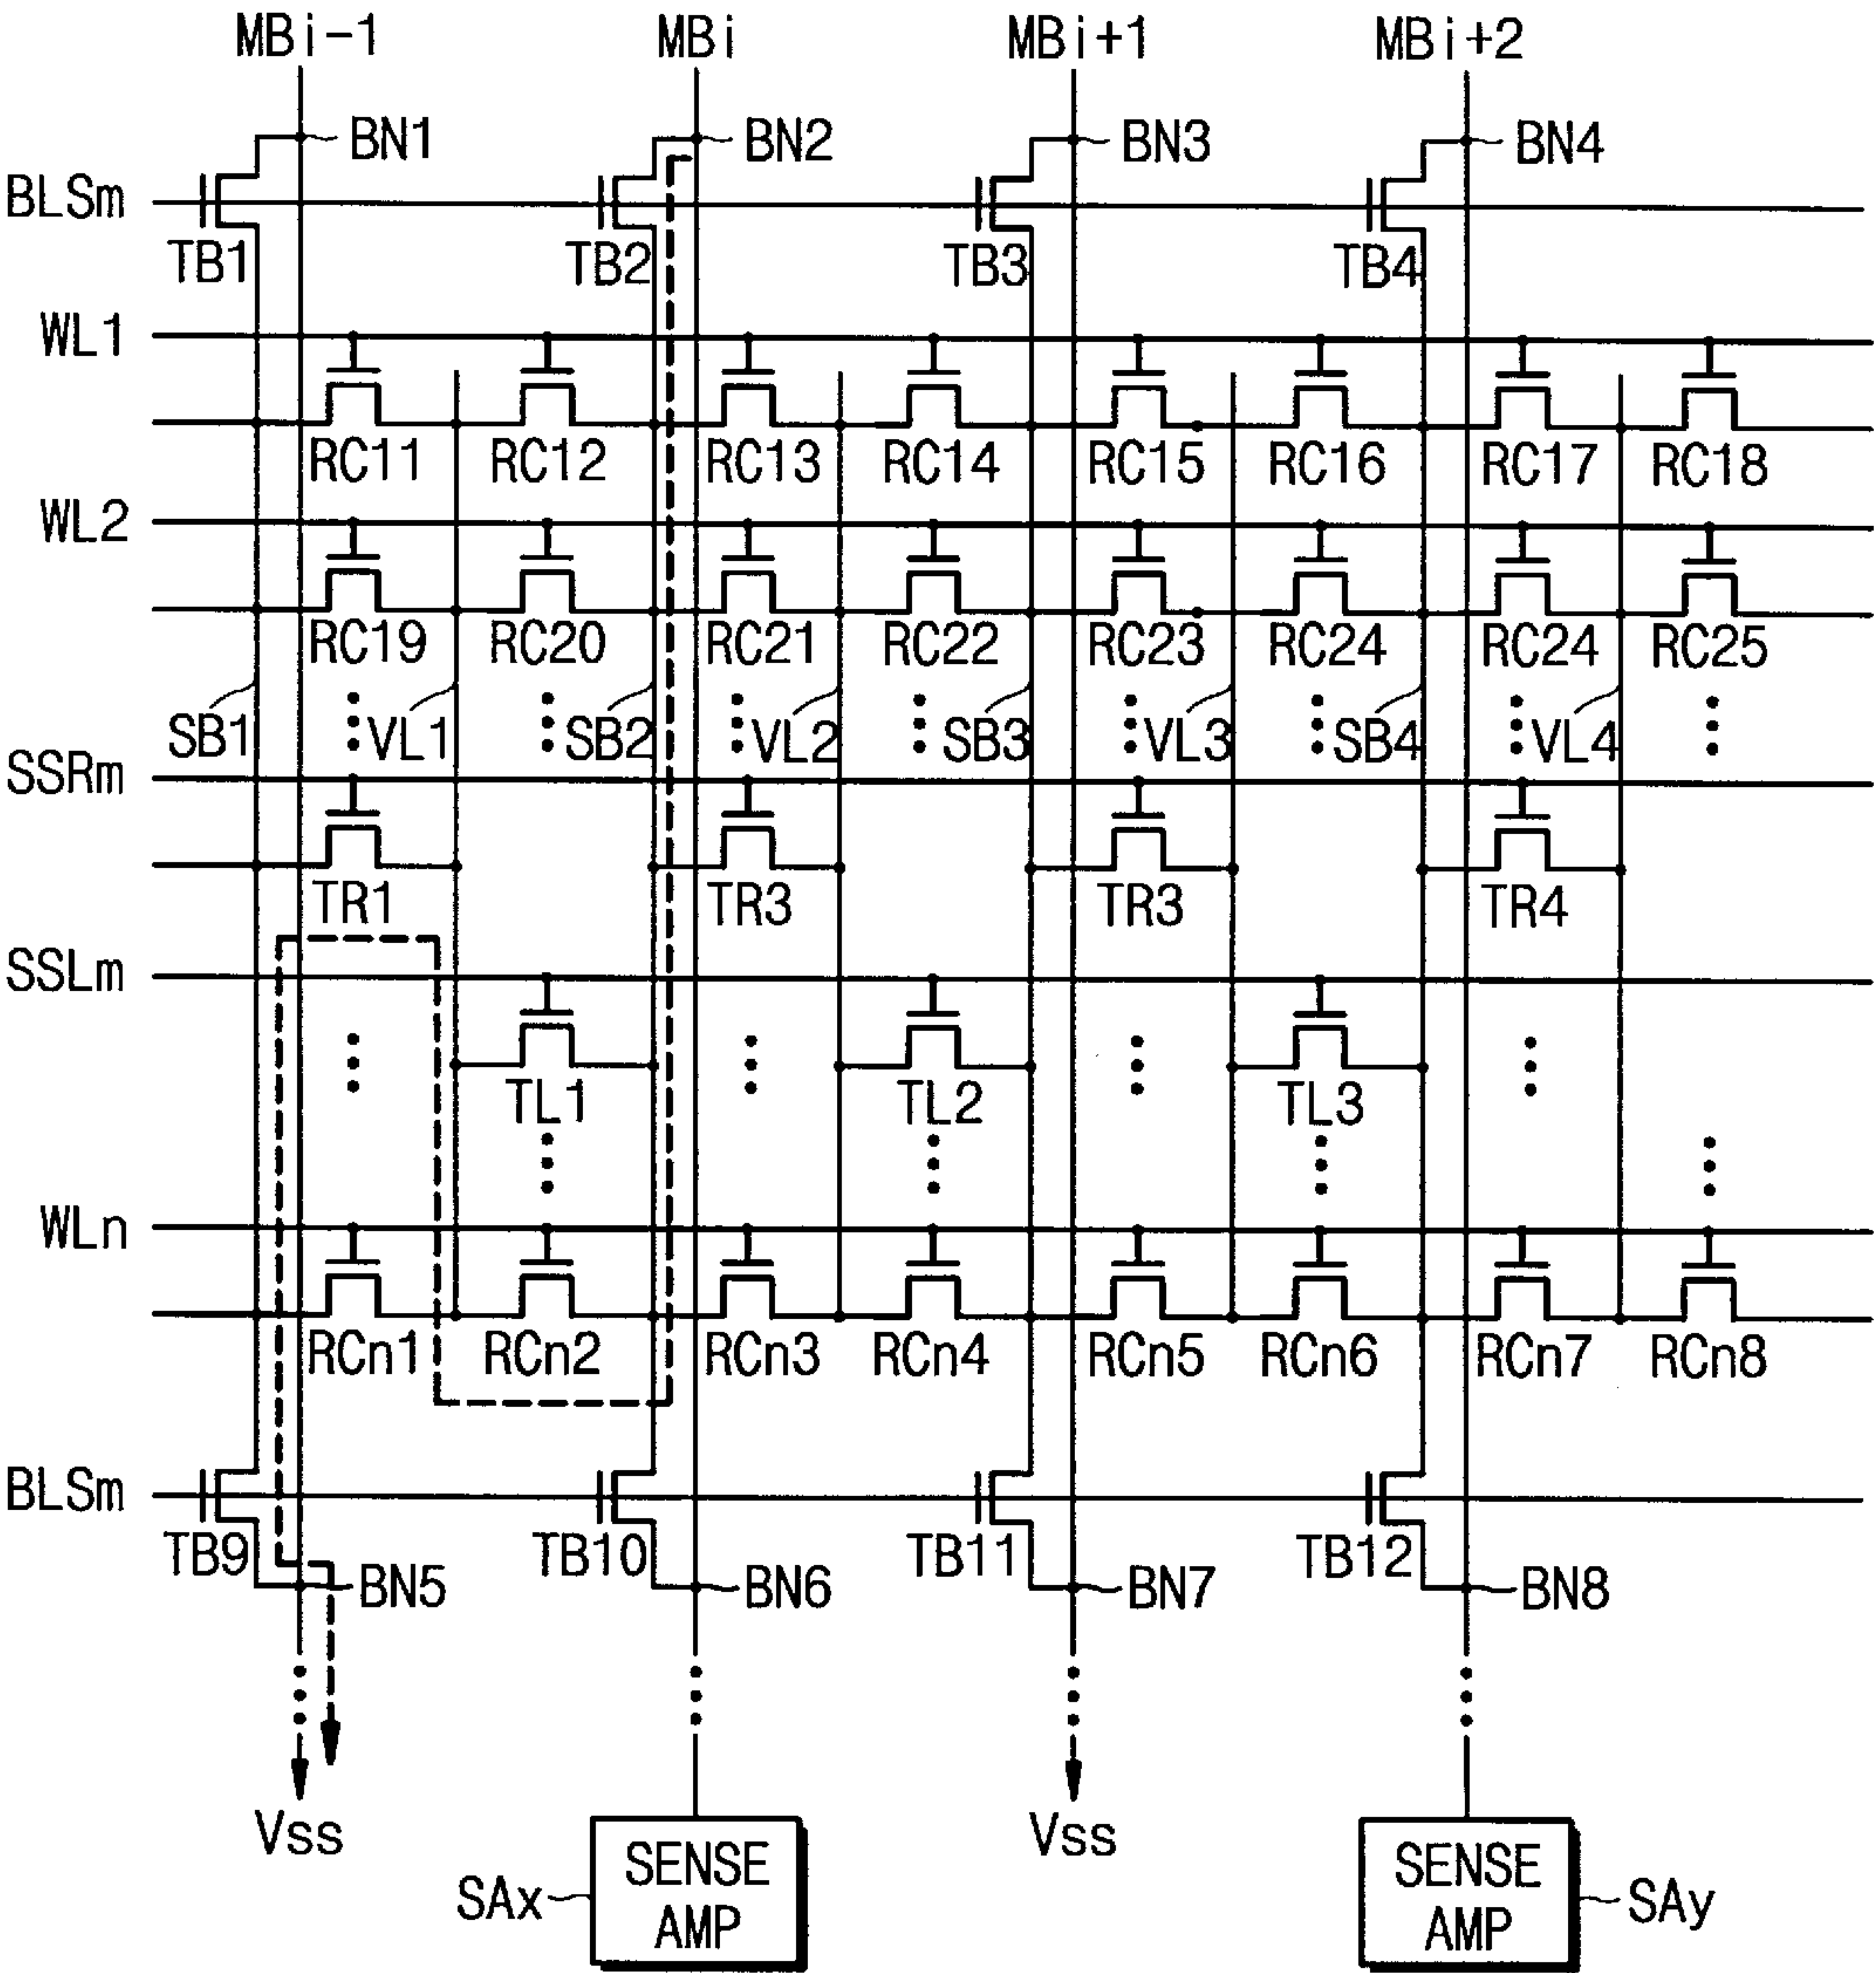 MBi-1 MBi MBi+1 MBi+2
BN1 BN2 BN3 BN4
BLSm
TB1 TB2 TB3 TB4
WL1
RC11 RC12 RC13 RC14 RC15 RC16 RC17 RC18
WL2
RC19 RC20 RC21 RC22 RC23 RC24 RC24 RC25
SB1 VL1 SB2 VL2 SB3 VL3 SB4 VL4
SSRm
TR1 TR3 TR3 TR4
SSLm
TL1 TL2 TL3
WLn
RCn1 RCn2 RCn3 RCn4 RCn5 RCn6 RCn7 RCn8
BLSm
TB9 TB10 TB11 TB12
BN5 BN6 BN7 BN8
Vss Vss
SAx SENSE AMP SENSE AMP SAy